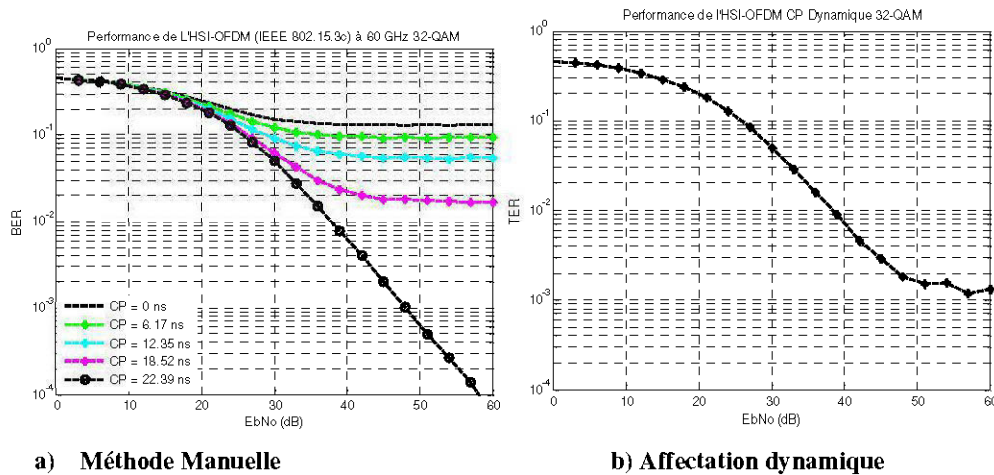 Performance de L'HSI-OFDM (IEEE 802.15.3c) à 60 GHz 32-QAM
10^0
10^-1
10^-2
10^-3
10^-4
BER
CP = 0 ns
CP = 6.17 ns
CP = 12.35 ns
CP = 18.52 ns
CP = 22.39 ns
0 10 20 30 40 50 60
EbNo (dB)
a) Méthode Manuelle
Performance de l'HSI-OFDM CP Dynamique 32-QAM
10^0
10^-1
10^-2
10^-3
10^-4
TER
0 10 20 30 40 50 60
EbNo (dB)
b) Affectation dynamique